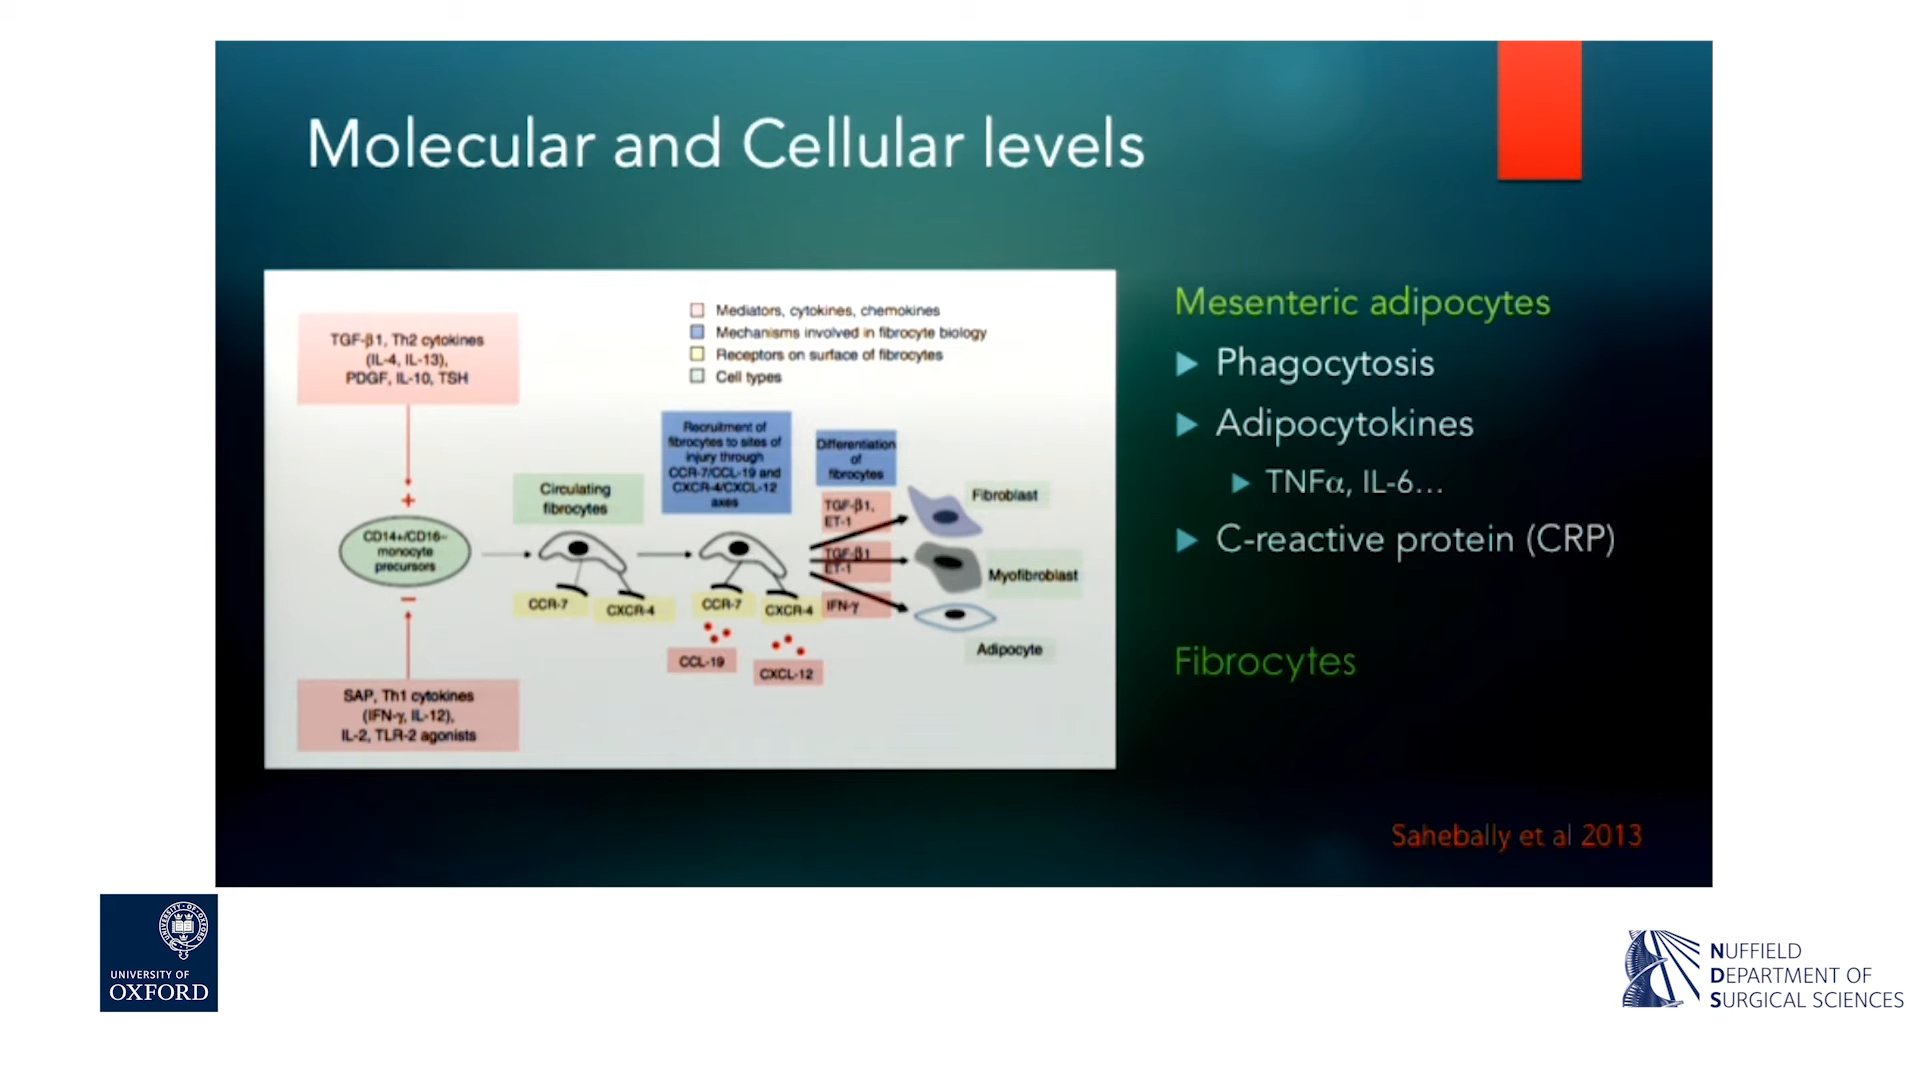 Molecular and Cellular levels
TGF-β1, Th2 cytokines
(IL-4, IL-13),
PDGF, IL-10, TSH
+
CD14+/CD16–
monocyte
precursors
–
SAP, Th1 cytokines
(IFN-γ, IL-12),
IL-2, TLR-2 agonists
Mediators, cytokines, chemokines
Mechanisms involved in fibrocyte biology
Receptors on surface of fibrocytes
Cell types
Circulating
fibrocytes
CCR-7
CXCR-4
Recruitment of
fibrocytes to sites of
injury through
CCR-7/CCL-19 and
CXCR-4/CXCL-12
axes
CCR-7
CXCR-4
CCL-19
CXCL-12
Differentiation
of
fibrocytes
TGF-β1,
ET-1
TGF-β1
ET-1
IFN-γ
Fibroblast
Myofibroblast
Adipocyte
Mesenteric adipocytes
Phagocytosis
Adipocytokines
TNFα, IL-6...
C-reactive protein (CRP)
Fibrocytes
Sahebally et al 2013
UNIVERSITY OF OXFORD
UNIVERSITY OF
OXFORD
NUFFIELD
DEPARTMENT OF
SURGICAL SCIENCES